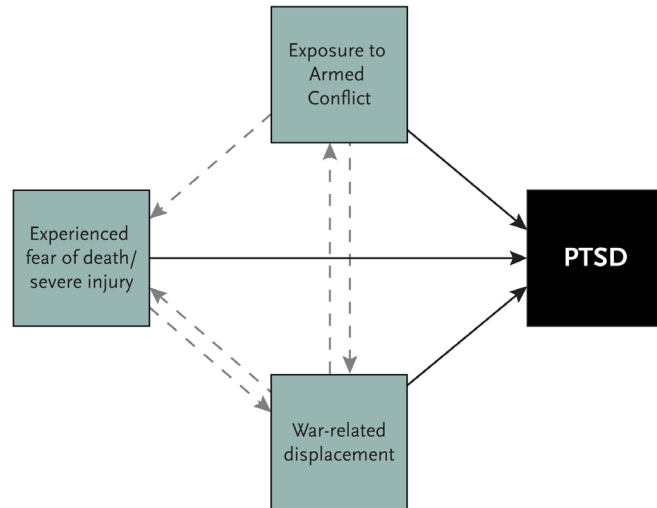 Exposure to
Armed
Conflict
Experienced
fear of death/
severe injury
PTSD
War-related
displacement